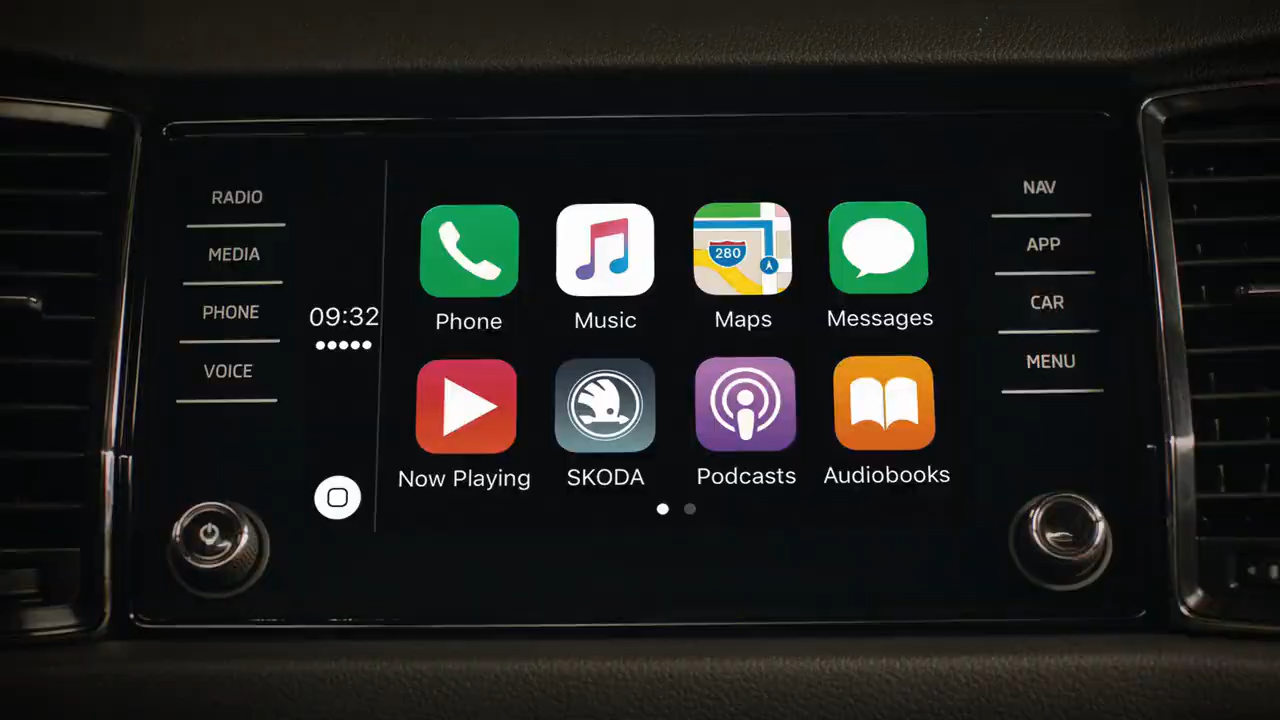 RADIO
MEDIA
PHONE
VOICE
09:32
Phone
Music
280
Maps
Messages
Now Playing
SKODA
Podcasts
Audiobooks
NAV
APP
CAR
MENU